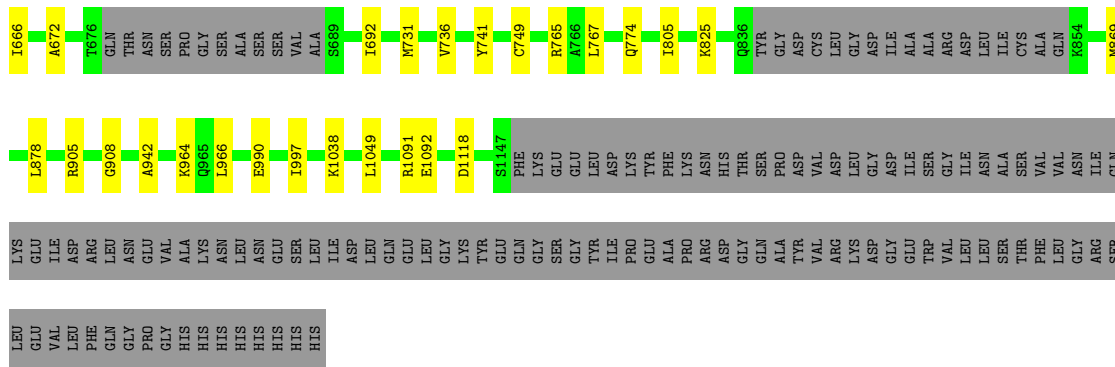 I666 A672 T676 GLN THR ASN SER PRO GLY SER ALA SER SER VAL ALA S689 I692 M731 V736 Y741 C749 R765 A766 L767 Q774 I805 K825 Q836 TYR GLY ASP CYS LEU GLY ASP ILE ALA ALA ARG ASP LEU ILE CYS ALA GLN K854
L878 R905 G908 A942 K964 Q965 L966 E990 I997 K1038 L1049 R1091 E1092 D1118 S1147 PHE LYS GLU GLU LEU ASP LYS TYR PHE LYS ASN HIS THR SER PRO ASP VAL ASP LEU GLY ASP ILE SER GLY ILE ASN ALA SER VAL VAL ASN ILE GLN
LYS GLU ILE ASP ARG LEU ASN GLU VAL ALA LYS ASN LEU ASN GLU SER LEU ILE ASP LEU GLN GLU LEU GLY LYS TYR GLU GLN GLY SER GLY TYR ILE PRO GLU ALA PRO ARG ASP GLY GLN ALA TYR VAL ARG LYS ASP GLY GLU TRP VAL LEU LEU SER THR PHE LEU GLY ARG SER
LEU GLU VAL LEU PHE GLN GLY PRO GLY HIS HIS HIS HIS HIS HIS HIS HIS